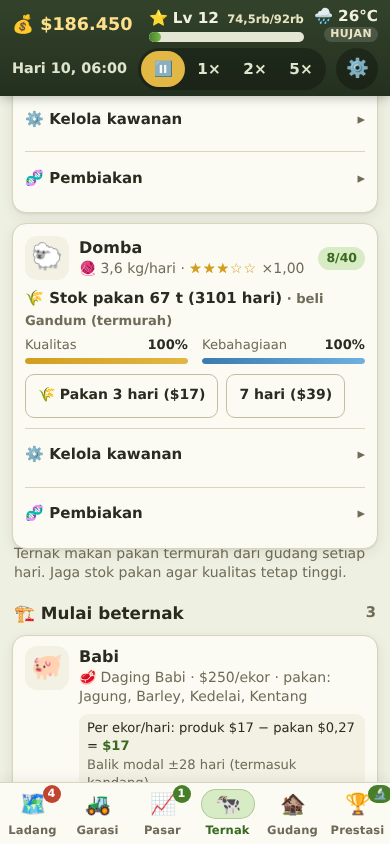 $186.450
Lv 12 74,5rb/92rb
26°C
HUJAN
Hari 10, 06:00
1× 2× 5×
Kelola kawanan
Pembiakan
Domba
3,6 kg/hari · ★★★☆☆ ×1,00
8/40
Stok pakan 67 t (3101 hari) · beli
Gandum (termurah)
Kualitas 100%
Kebahagiaan 100%
Pakan 3 hari ($17)
7 hari ($39)
Kelola kawanan
Pembiakan
Ternak makan pakan termurah dari gudang setiap
hari. Jaga stok pakan agar kualitas tetap tinggi.
Mulai beternak 3
Babi
Daging Babi · $250/ekor · pakan:
Jagung, Barley, Kedelai, Kentang
Per ekor/hari: produk $17 − pakan $0,27
= $17
Balik modal ±28 hari (termasuk
kandang)
4
1
Ladang Garasi Pasar Ternak Gudang Prestasi